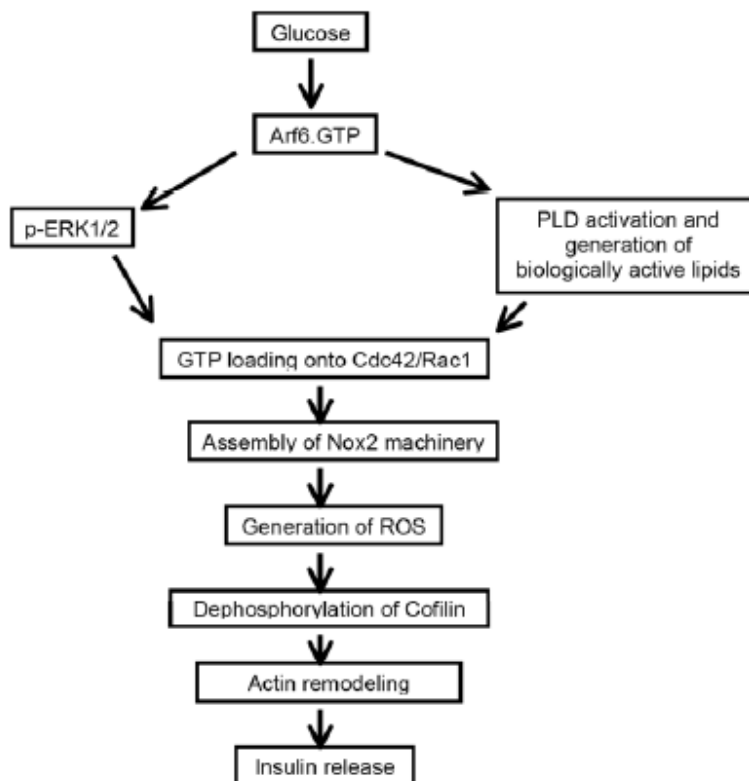 Glucose
Arf6.GTP
p-ERK1/2
PLD activation and
generation of
biologically active lipids
GTP loading onto Cdc42/Rac1
Assembly of Nox2 machinery
Generation of ROS
Dephosphorylation of Cofilin
Actin remodeling
Insulin release